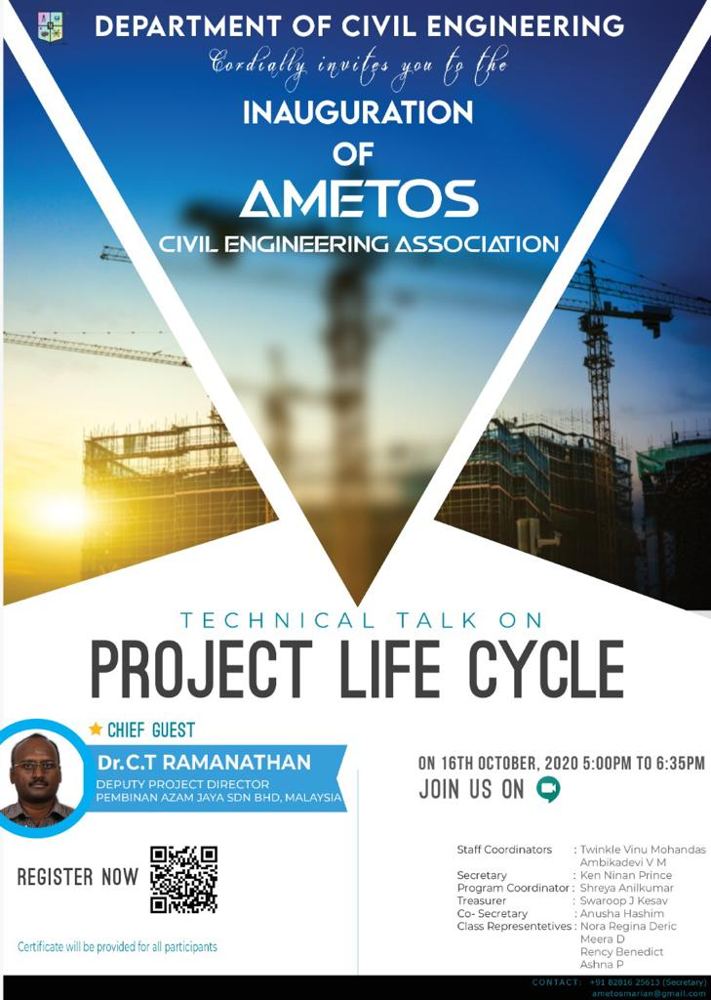 DEPARTMENT OF CIVIL ENGINEERING
Cordially invites you to the
INAUGURATION
OF
AMETOS
CIVIL ENGINEERING ASSOCIATION
TECHNICAL TALK ON
PROJECT LIFE CYCLE
CHIEF GUEST
Dr.C.T RAMANATHAN
DEPUTY PROJECT DIRECTOR
PEMBINAN AZAM JAYA SDN BHD, MALAYSIA
REGISTER NOW
Certificate will be provided for all participants
ON 16TH OCTOBER, 2020 5:00PM TO 6:35PM
JOIN US ON
Staff Coordinators : Twinkle Vinu Mohandas
Ambikadevi V M
Secretary : Ken Ninan Prince
Program Coordinator : Shreya Anilkumar
Treasurer : Swaroop J Kesav
Co- Secretary : Anusha Hashim
Class Representetives : Nora Regina Deric
Meera D
Rency Benedict
Ashna P
CONTACT: +91 82816 25613 (Secretary)
ametosmarian@gmail.com